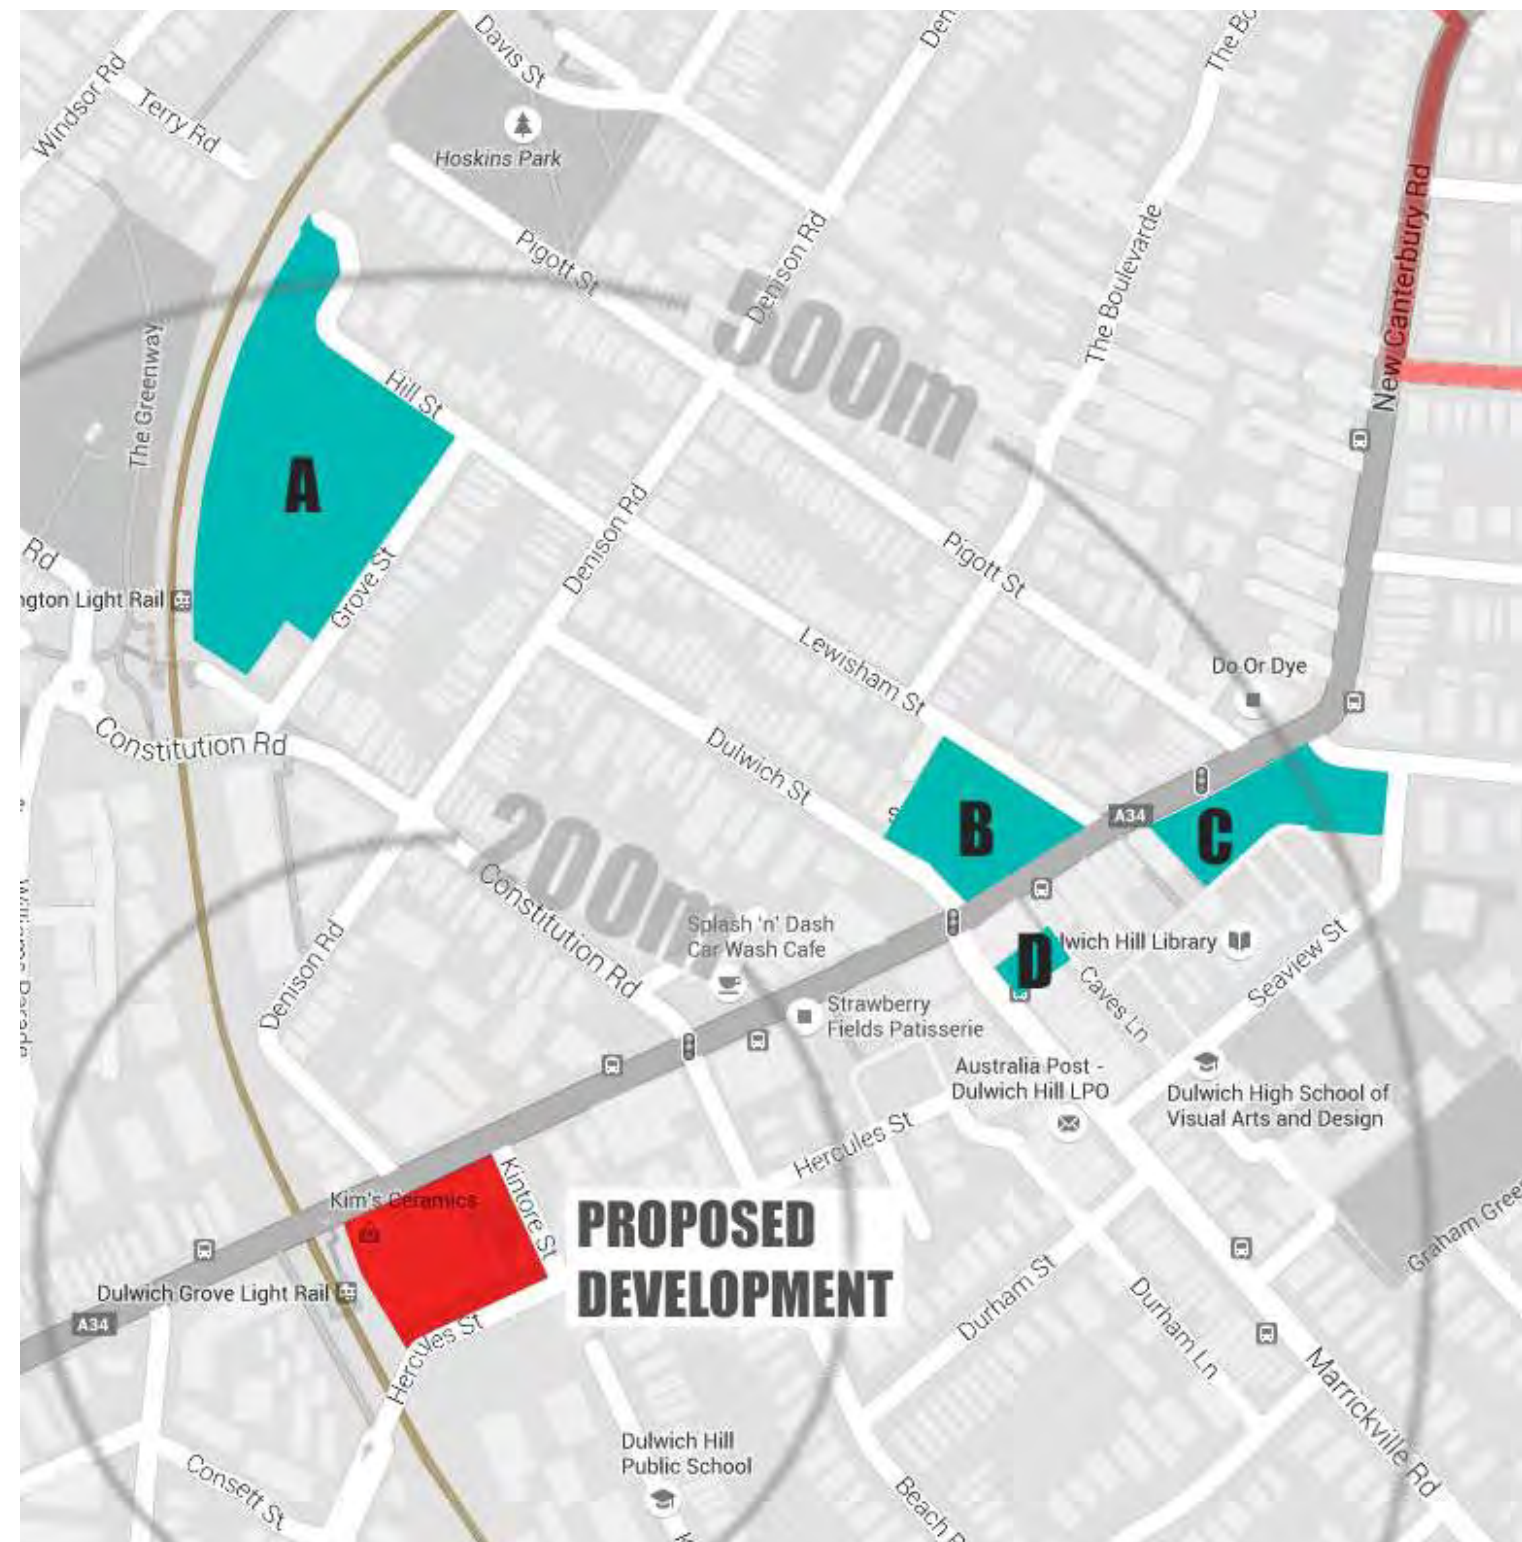 Davis St
Den
The Bo
Windsor Rd
Terry Rd
Hoskins Park
New Canterbury Rd
Pigott St
Denison Rd
The Boulevarde
500m
The Greenway
Hill St
A
Denison Rd
Pigott St
Rd
Grove St
ngton Light Rail
Lewisham St
Do Or Dye
Constitution Rd
Dulwich St
B
A34
C
200m
Constitution Rd
Splash 'n' Dash
Car Wash Cafe
D
lwich Hill Library
Seaview St
Denison Rd
Caves Ln
Strawberry
Fields Patisserie
Australia Post -
Dulwich Hill LPO
Dulwich High School of
Visual Arts and Design
Hercules St
Kim's Ceramics
Kintore St
PROPOSED
DEVELOPMENT
Graham Gree
Dulwich Grove Light Rail
A34
Hercules St
Durham St
Durham Ln
Marrickville Rd
Dulwich Hill
Public School
Consett St
Beach R